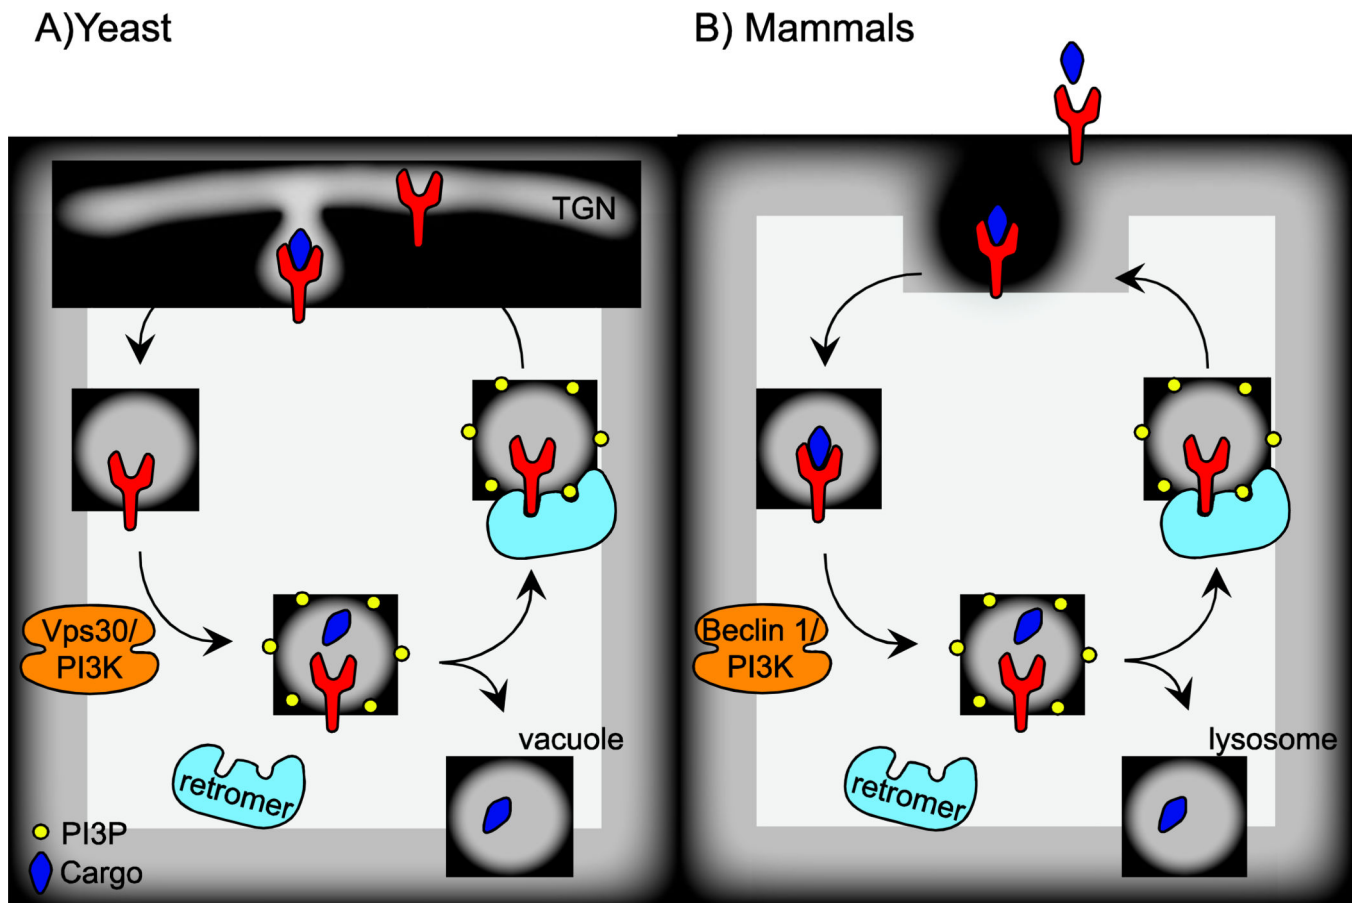 A)Yeast
B) Mammals
TGN
Vps30/
PI3K
Beclin 1/
PI3K
vacuole
lysosome
retromer
retromer
PI3P
Cargo